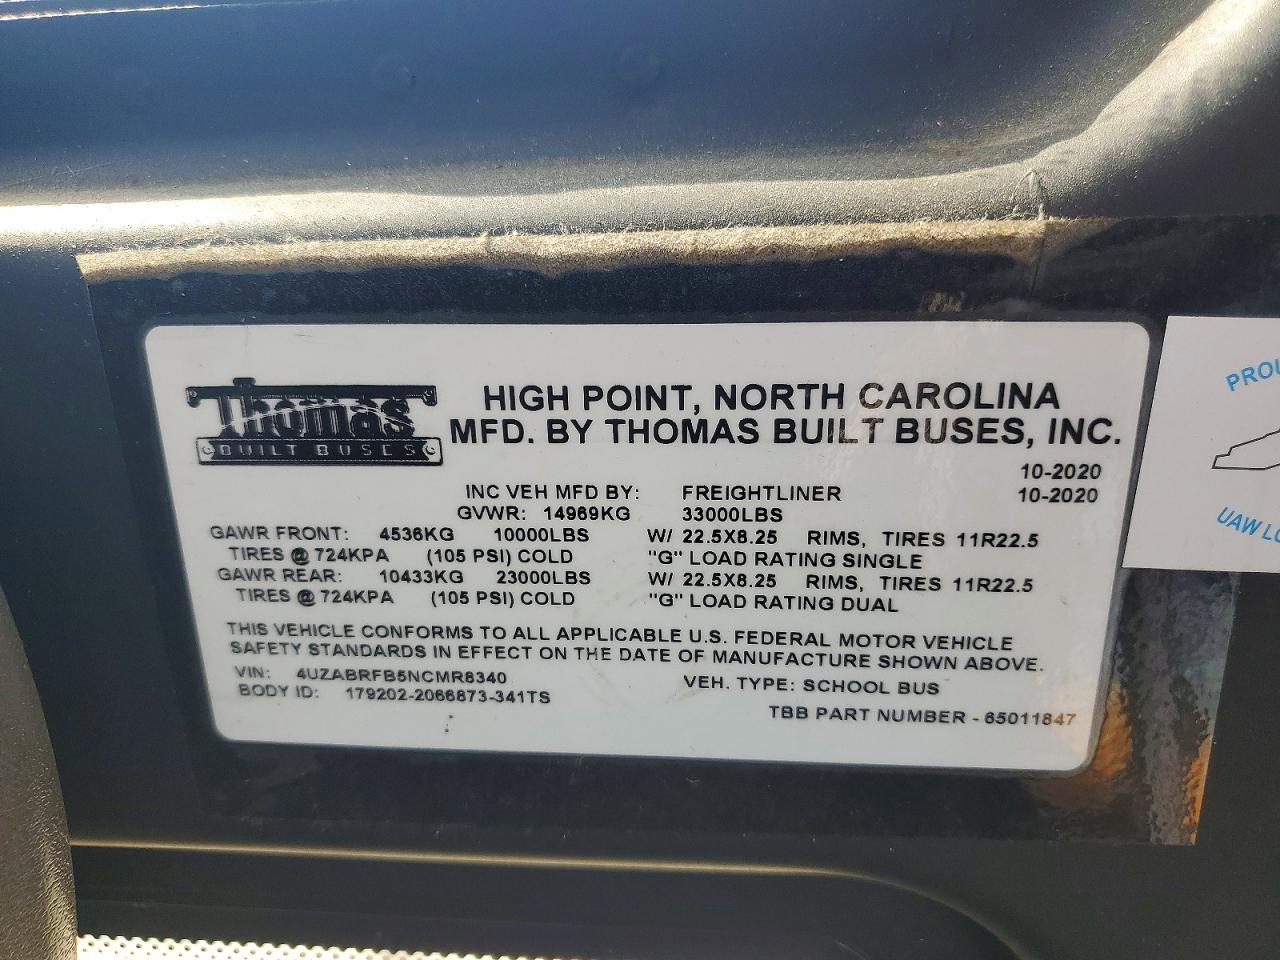 Thomas
BUILT BUSES
HIGH POINT, NORTH CAROLINA
MFD. BY THOMAS BUILT BUSES, INC.
10-2020
INC VEH MFD BY: FREIGHTLINER 10-2020
GVWR: 14969KG 33000LBS
GAWR FRONT: 4536KG 10000LBS W/ 22.5X8.25 RIMS, TIRES 11R22.5
TIRES @ 724KPA (105 PSI) COLD "G" LOAD RATING SINGLE
GAWR REAR: 10433KG 23000LBS W/ 22.5X8.25 RIMS, TIRES 11R22.5
TIRES @ 724KPA (105 PSI) COLD "G" LOAD RATING DUAL
THIS VEHICLE CONFORMS TO ALL APPLICABLE U.S. FEDERAL MOTOR VEHICLE
SAFETY STANDARDS IN EFFECT ON THE DATE OF MANUFACTURE SHOWN ABOVE.
VIN: 4UZABRFB5NCMR8340 VEH. TYPE: SCHOOL BUS
BODY ID: 179202-2066873-341TS
TBB PART NUMBER - 65011847
PROU
UAW LO